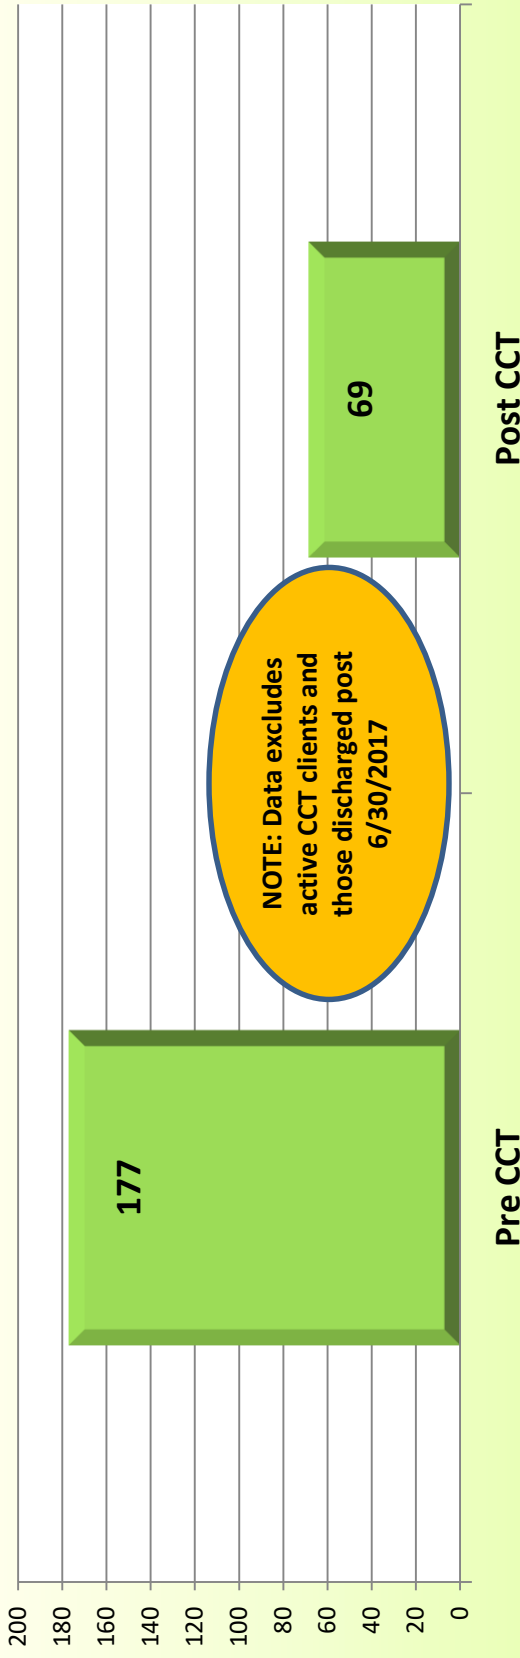 200
180
160
140
120
100
80
60
40
20
0
177
NOTE: Data excludes
active CCT clients and
those discharged post
6/30/2017
69
Pre CCT
Post CCT